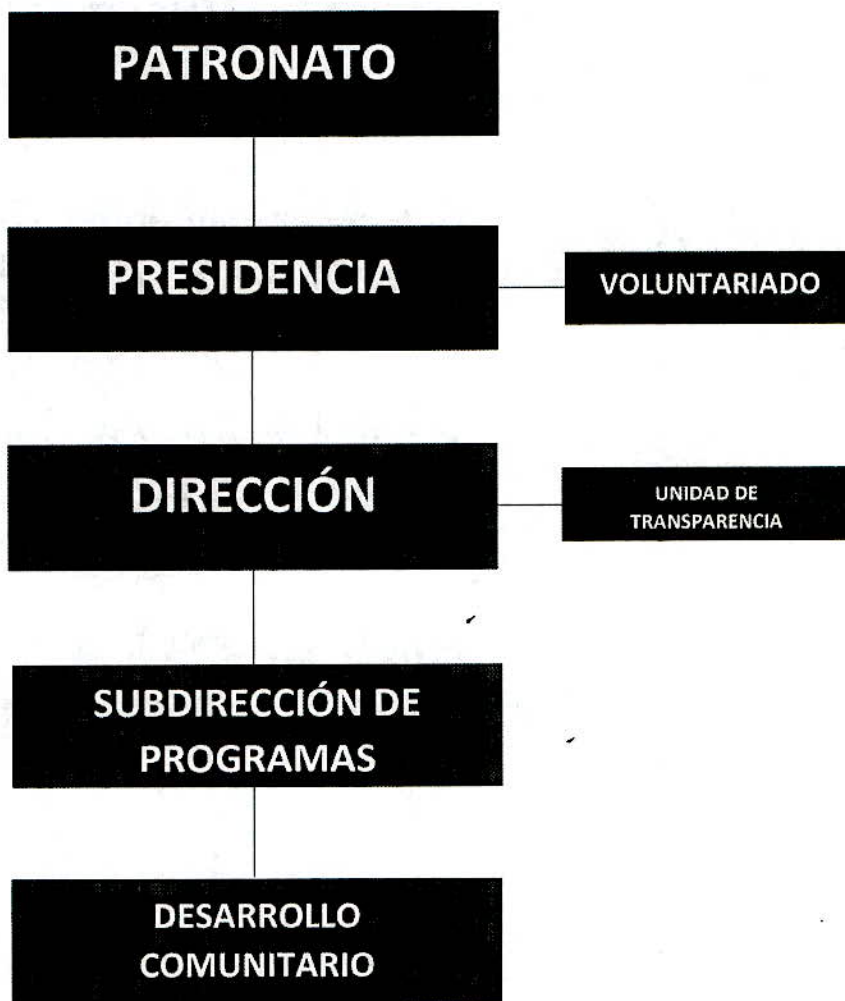 PATRONATO
PRESIDENCIA
VOLUNTARIADO
DIRECCIÓN
UNIDAD DE
TRANSPARENCIA
SUBDIRECCIÓN DE
PROGRAMAS
DESARROLLO
COMUNITARIO